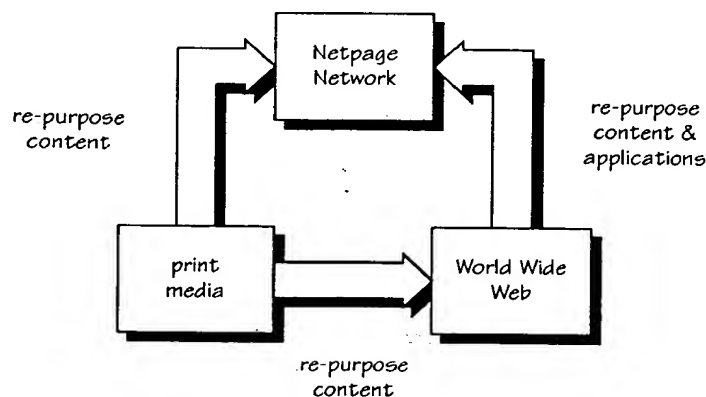 Netpage
Network
re-purpose
content
re-purpose
content &
applications
print
media
World Wide
Web
re-purpose
content